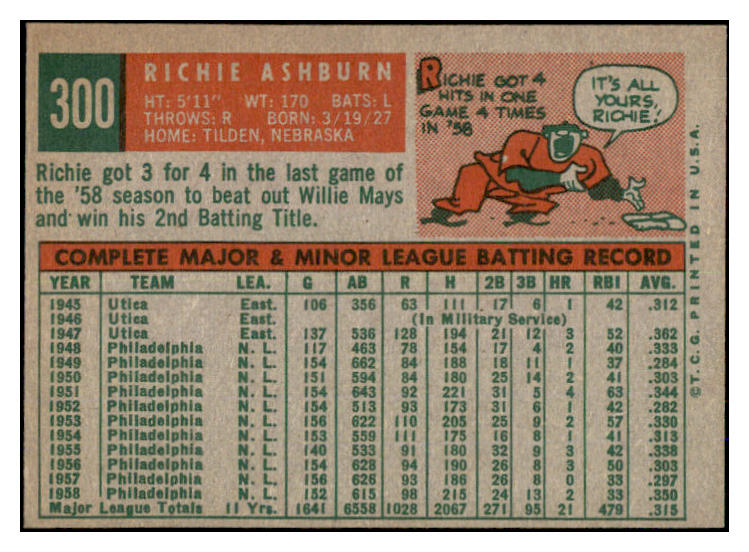 300
RICHIE ASHBURN
HT: 5'11" WT: 170 BATS: L
THROWS: R BORN: 3/19/27
HOME: TILDEN, NEBRASKA
Richie got 3 for 4 in the last game of
the '58 season to beat out Willie Mays
and win his 2nd Batting Title.
RICHIE GOT 4
HITS IN ONE
GAME 4 TIMES
IN '58
IT'S ALL
YOURS,
RICHIE!
COMPLETE MAJOR & MINOR LEAGUE BATTING RECORD
YEAR TEAM LEA. G AB R H 2B 3B HR RBI AVG.
1945 Utica East. 106 356 63 111 17 6 1 42 .312
1946 Utica East. (In Military Service)
1947 Utica East. 137 536 128 194 21 12 3 52 .362
1948 Philadelphia N. L. 117 463 78 154 17 4 2 40 .333
1949 Philadelphia N. L. 154 662 84 188 18 11 1 37 .284
1950 Philadelphia N. L. 151 594 84 180 25 14 2 41 .303
1951 Philadelphia N. L. 154 643 92 221 31 5 4 63 .344
1952 Philadelphia N. L. 154 513 93 173 31 6 1 42 .282
1953 Philadelphia N. L. 156 622 110 205 25 9 2 57 .330
1954 Philadelphia N. L. 153 559 111 175 16 8 1 41 .313
1955 Philadelphia N. L. 140 533 91 180 32 9 3 42 .338
1956 Philadelphia N. L. 154 628 94 190 26 8 3 50 .303
1957 Philadelphia N. L. 156 626 93 186 26 8 0 33 .297
1958 Philadelphia N. L. 152 615 98 215 24 13 2 33 .350
Major League Totals 11 Yrs. 1641 6558 1028 2067 271 95 21 479 .315
©T.C.G. PRINTED IN U.S.A.